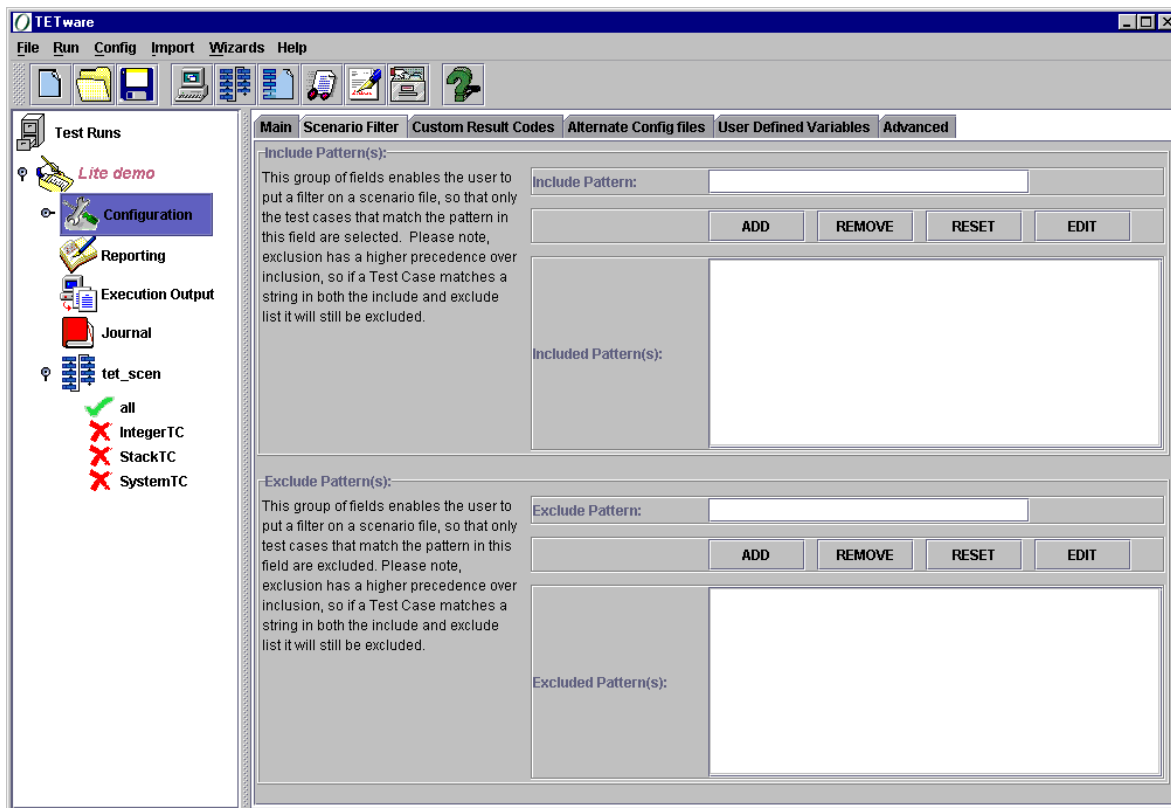 TETware
File Run Config Import Wizards Help
Test Runs
Lite demo
Configuration
Reporting
Execution Output
Journal
tet_scen
all
IntegerTC
StackTC
SystemTC
Main Scenario Filter Custom Result Codes Alternate Config files User Defined Variables Advanced
Include Pattern(s):
This group of fields enables the user to
put a filter on a scenario file, so that only
the test cases that match the pattern in
this field are selected. Please note,
exclusion has a higher precedence over
inclusion, so if a Test Case matches a
string in both the include and exclude
list it will still be excluded.
Include Pattern:
ADD REMOVE RESET EDIT
Included Pattern(s):
Exclude Pattern(s):
This group of fields enables the user to
put a filter on a scenario file, so that only
test cases that match the pattern in this
field are excluded. Please note,
exclusion has a higher precedence over
inclusion, so if a Test Case matches a
string in both the include and exclude
list it will still be excluded.
Exclude Pattern:
ADD REMOVE RESET EDIT
Excluded Pattern(s):